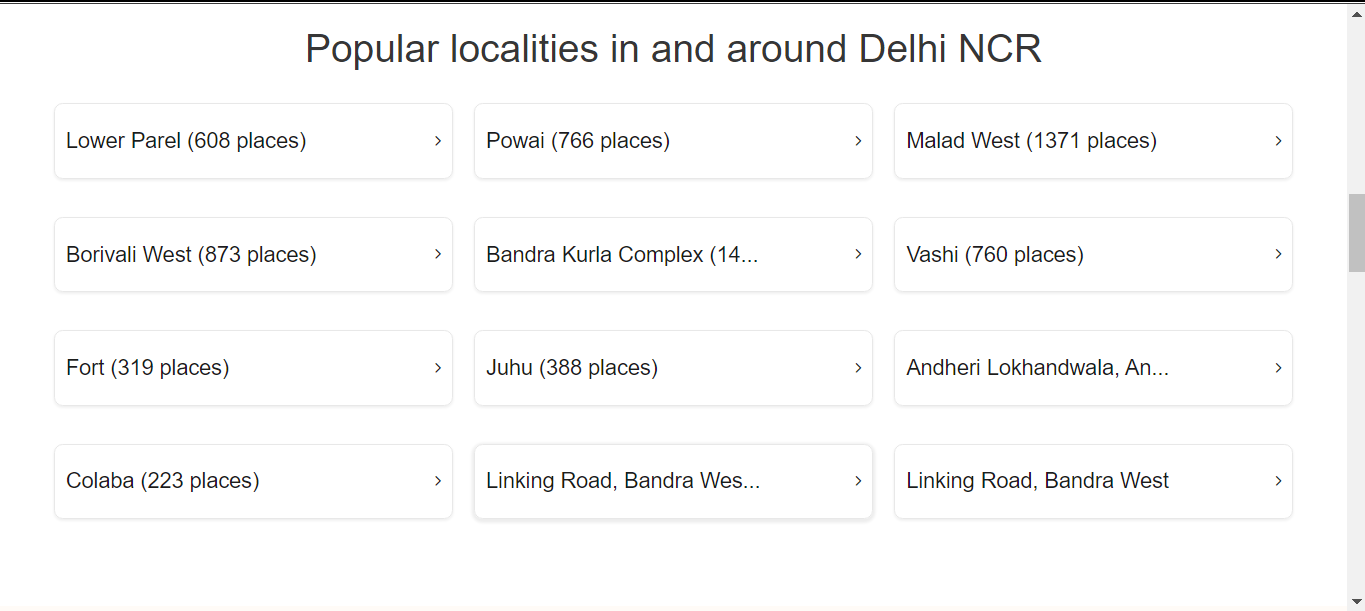 Popular localities in and around Delhi NCR
Lower Parel (608 places)
Powai (766 places)
Malad West (1371 places)
Borivali West (873 places)
Bandra Kurla Complex (14...
Vashi (760 places)
Fort (319 places)
Juhu (388 places)
Andheri Lokhandwala, An...
Colaba (223 places)
Linking Road, Bandra Wes...
Linking Road, Bandra West